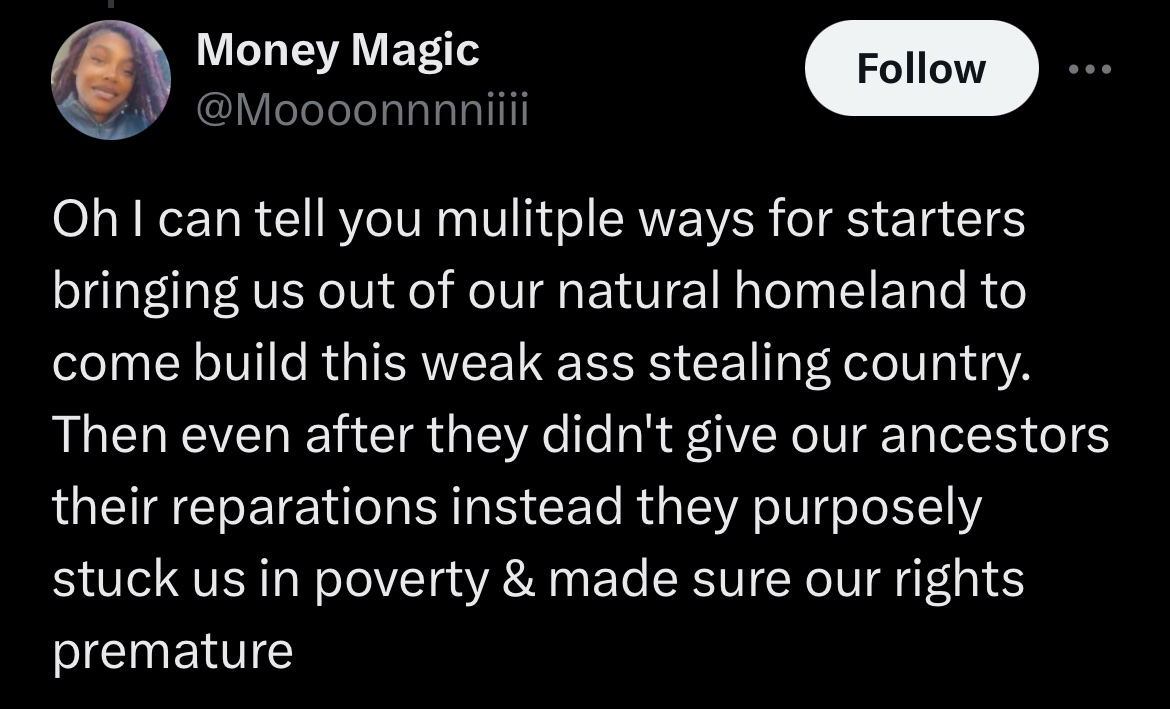 Money Magic
@Moooonnnniiii
Follow
Oh I can tell you mulitple ways for starters
bringing us out of our natural homeland to
come build this weak ass stealing country.
Then even after they didn't give our ancestors
their reparations instead they purposely
stuck us in poverty & made sure our rights
premature